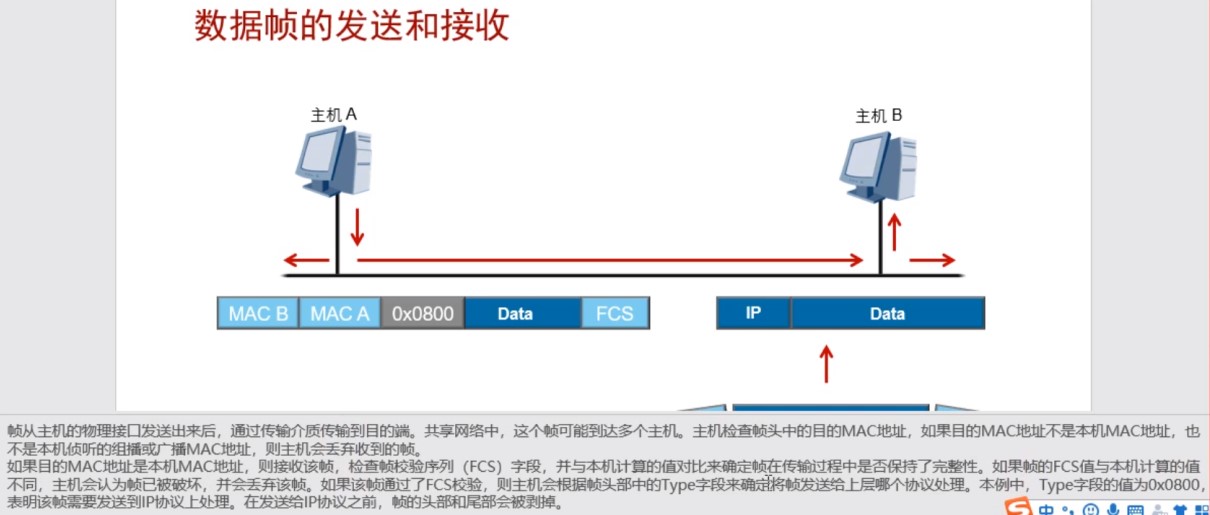 数据帧的发送和接收
主机 A
主机 B
MAC B MAC A 0x0800 Data FCS
IP Data
帧从主机的物理接口发送出来后，通过传输介质传输到目的端。共享网络中，这个帧可能到达多个主机。主机检查帧头中的目的MAC地址，如果目的MAC地址不是本机MAC地址，也
不是本机侦听的组播或广播MAC地址，则主机会丢弃收到的帧。
如果目的MAC地址是本机MAC地址，则接收该帧，检查帧校验序列（FCS）字段，并与本机计算的值对比来确定帧在传输过程中是否保持了完整性。如果帧的FCS值与本机计算的值
不同，主机会认为帧已被破坏，并会丢弃该帧。如果该帧通过了FCS校验，则主机会根据帧头部中的Type字段来确定将帧发送给上层哪个协议处理。本例中，Type字段的值为0x0800，
表明该帧需要发送到IP协议上处理。在发送给IP协议之前，帧的头部和尾部会被剥掉。
中